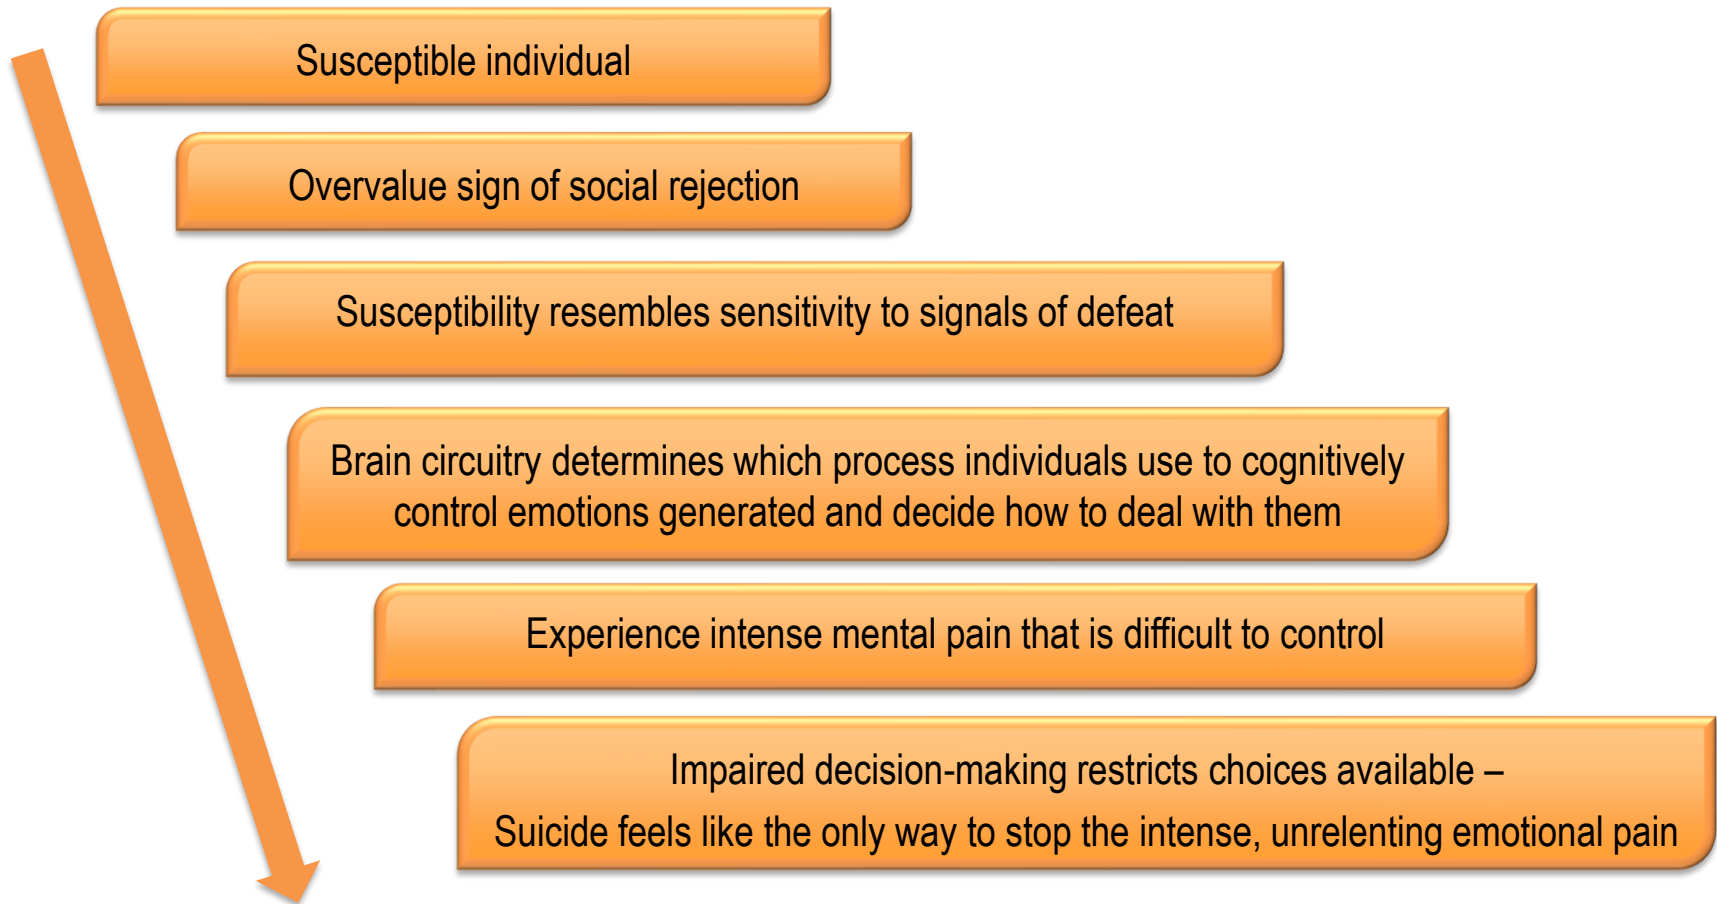 Susceptible individual
Overvalue sign of social rejection
Susceptibility resembles sensitivity to signals of defeat
Brain circuitry determines which process individuals use to cognitively
control emotions generated and decide how to deal with them
Experience intense mental pain that is difficult to control
Impaired decision-making restricts choices available –
Suicide feels like the only way to stop the intense, unrelenting emotional pain